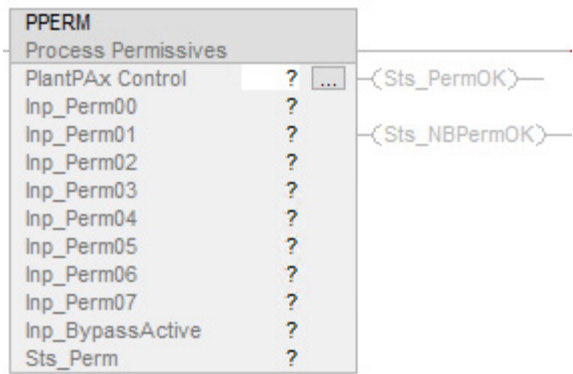 PPERM
Process Permissives
PlantPAx Control ? ... (Sts_PermOK)
Inp_Perm00 ?
Inp_Perm01 ? (Sts_NBPermOK)
Inp_Perm02 ?
Inp_Perm03 ?
Inp_Perm04 ?
Inp_Perm05 ?
Inp_Perm06 ?
Inp_Perm07 ?
Inp_BypassActive ?
Sts_Perm ?